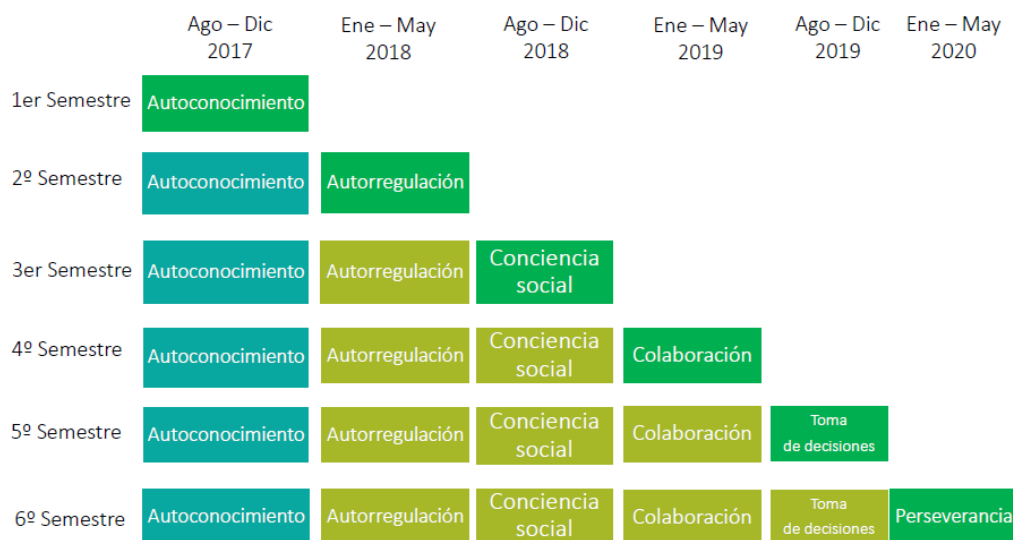 Ago – Dic 2017
Ene – May 2018
Ago – Dic 2018
Ene – May 2019
Ago – Dic 2019
Ene – May 2020
1er Semestre
Autoconocimiento
2º Semestre
Autoconocimiento
Autorregulación
3er Semestre
Autoconocimiento
Autorregulación
Conciencia
social
4º Semestre
Autoconocimiento
Autorregulación
Conciencia
social
Colaboración
5º Semestre
Autoconocimiento
Autorregulación
Conciencia
social
Colaboración
Toma
de decisiones
6º Semestre
Autoconocimiento
Autorregulación
Conciencia
social
Colaboración
Toma
de decisiones
Perseverancia